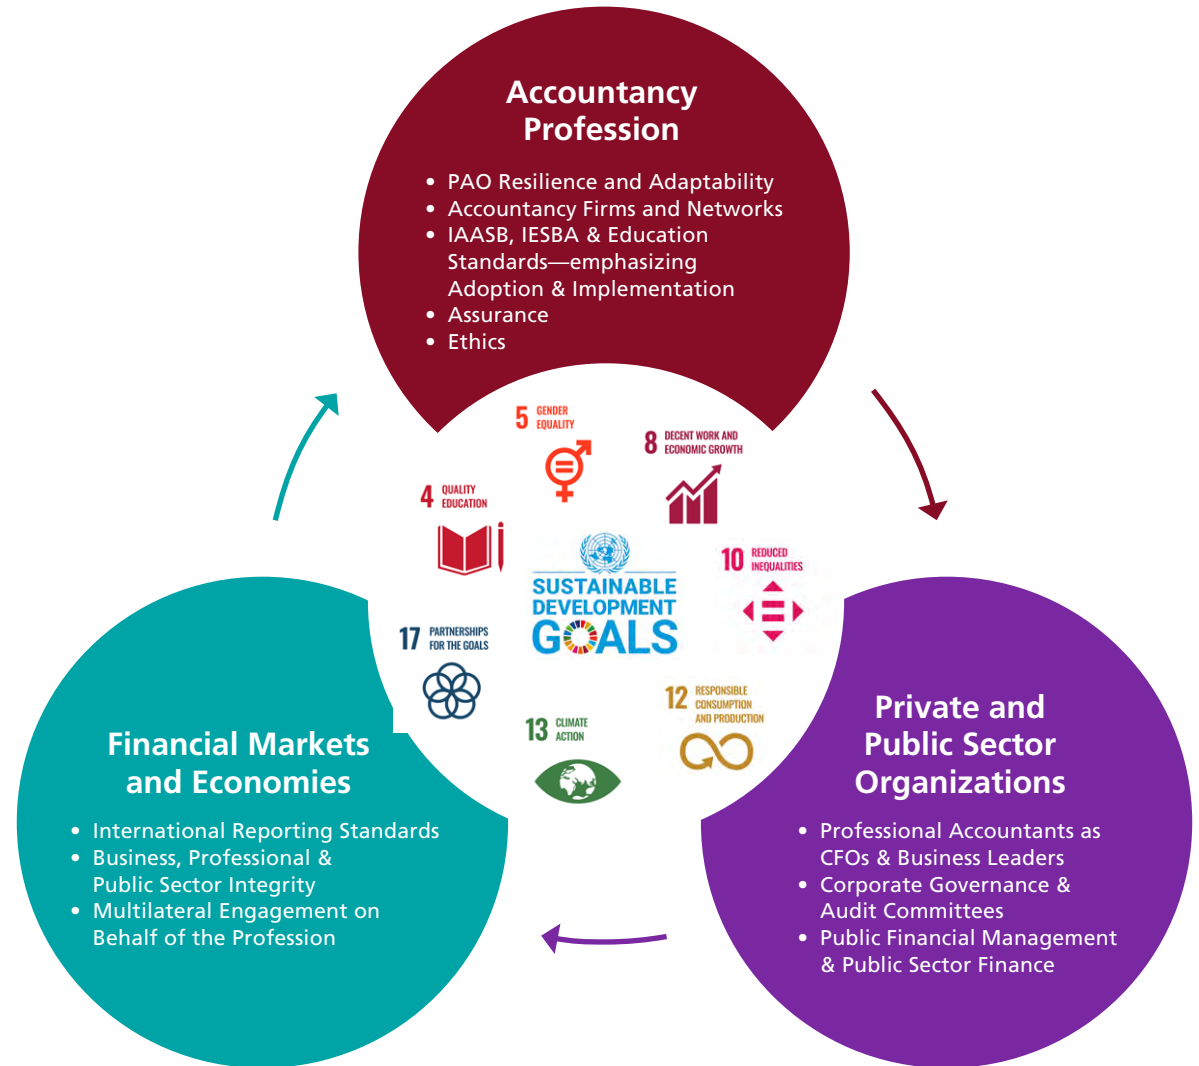 Accountancy
Profession
• PAO Resilience and Adaptability
• Accountancy Firms and Networks
• IAASB, IESBA & Education
Standards—emphasizing
Adoption & Implementation
• Assurance
• Ethics
5 GENDER
EQUALITY
8 DECENT WORK AND
ECONOMIC GROWTH
4 QUALITY
EDUCATION
10 REDUCED
INEQUALITIES
SUSTAINABLE
DEVELOPMENT
GOALS
17 PARTNERSHIPS
FOR THE GOALS
12 RESPONSIBLE
CONSUMPTION
AND PRODUCTION
13 CLIMATE
ACTION
Financial Markets
and Economies
• International Reporting Standards
• Business, Professional &
Public Sector Integrity
• Multilateral Engagement on
Behalf of the Profession
Private and
Public Sector
Organizations
• Professional Accountants as
CFOs & Business Leaders
• Corporate Governance &
Audit Committees
• Public Financial Management
& Public Sector Finance